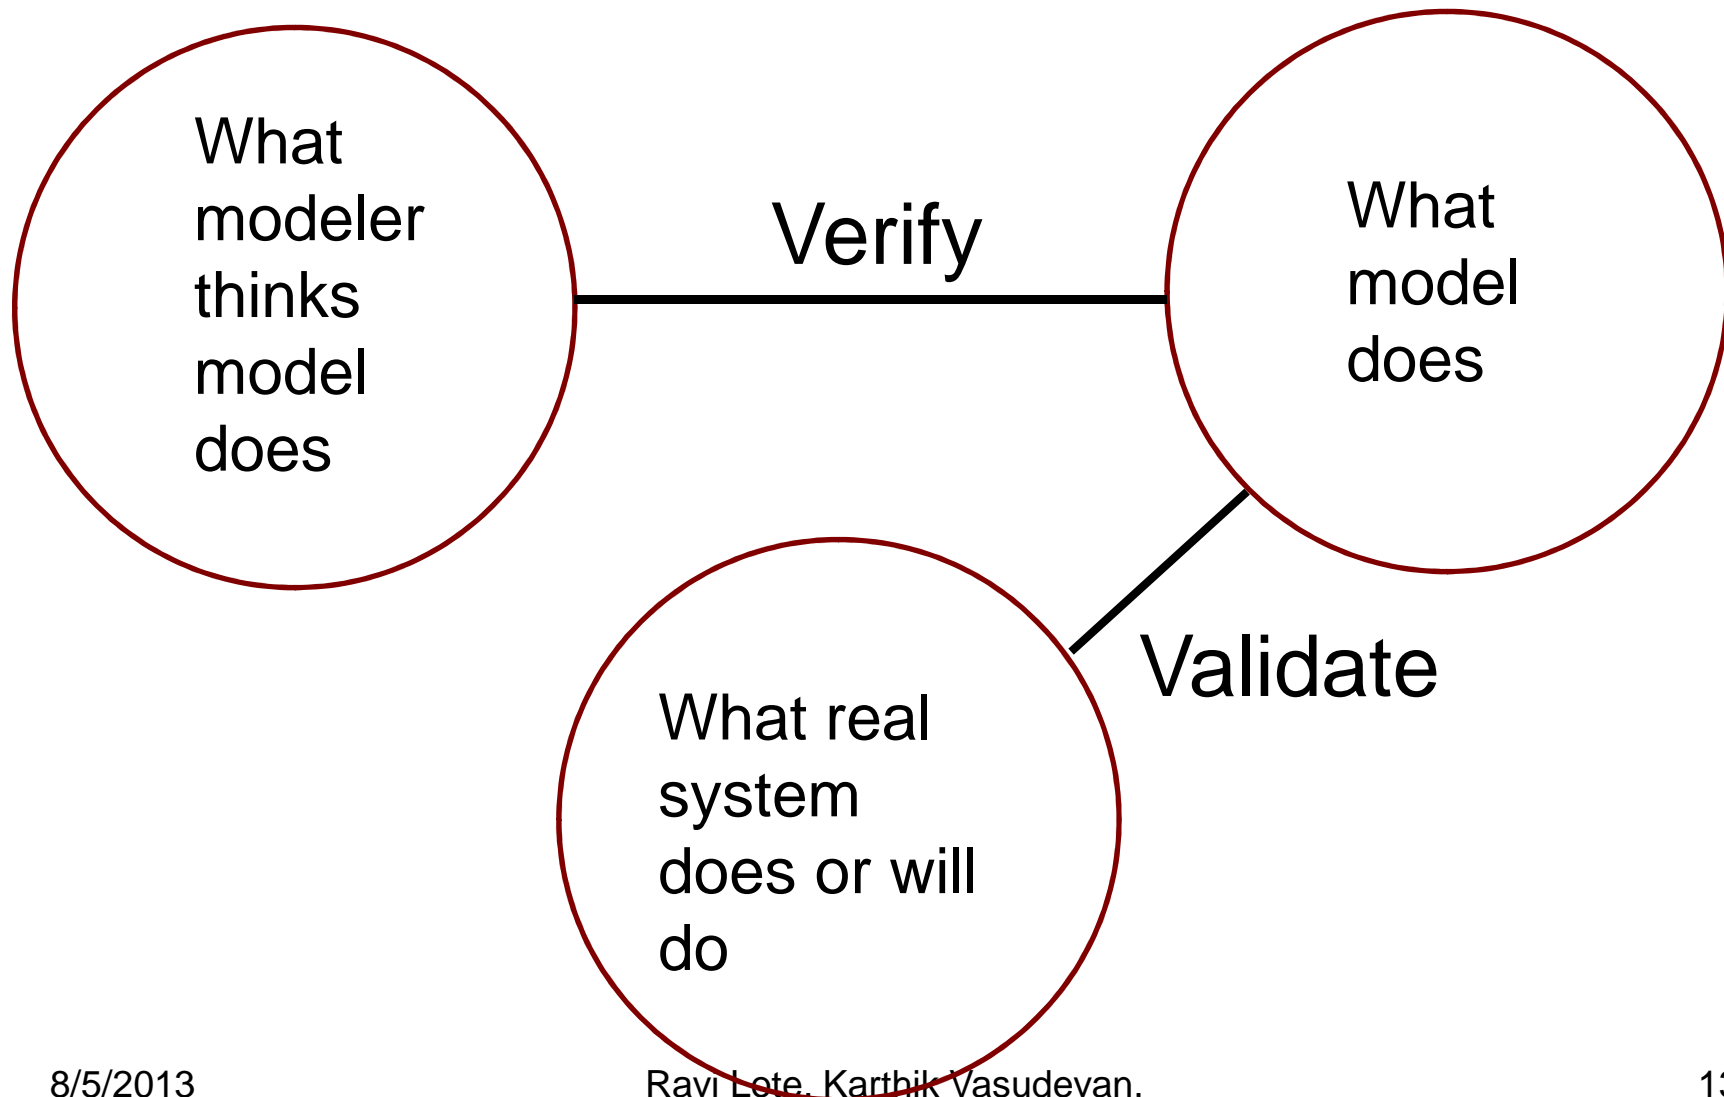 What
modeler
thinks
model
does
Verify
What
model
does
Validate
What real
system
does or will
do
8/5/2013
Ravi Lote, Karthik Vasudevan,
13